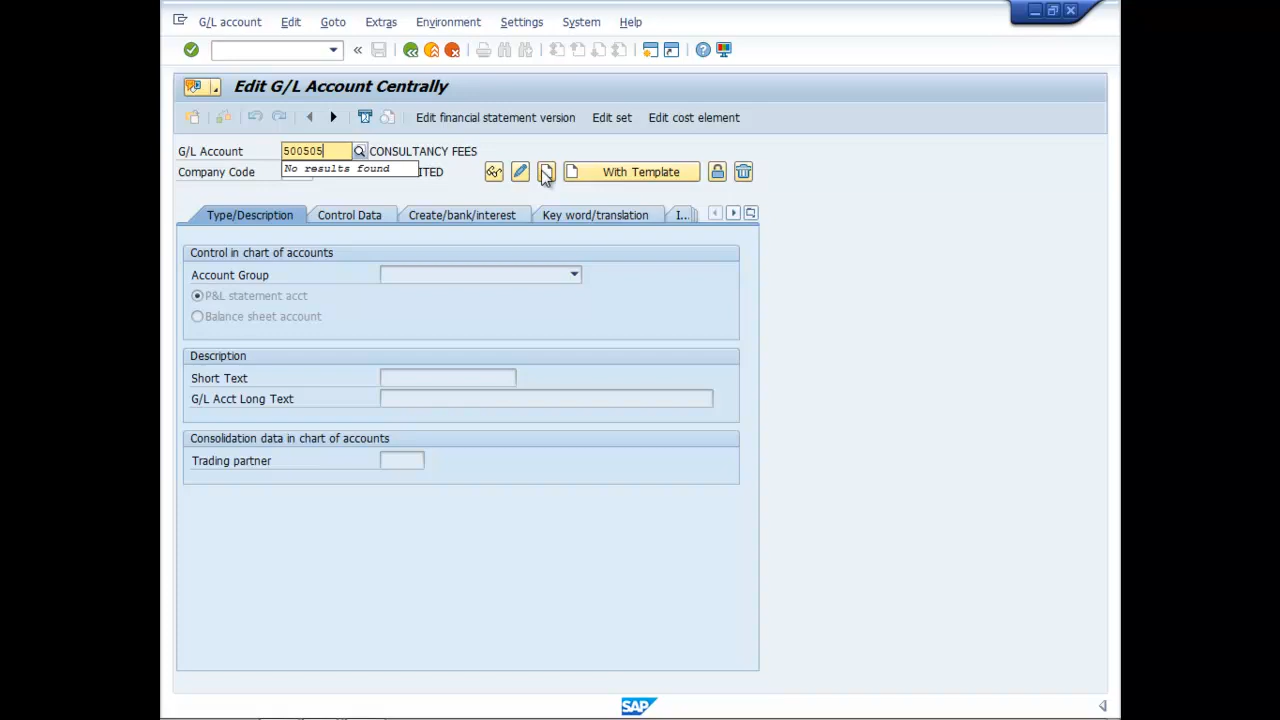 G/L account Edit Goto Extras Environment Settings System Help
Edit G/L Account Centrally
Edit financial statement version Edit set Edit cost element
G/L Account 500505 CONSULTANCY FEES
No results found
Company Code ITED With Template
Type/Description Control Data Create/bank/interest Key word/translation I...
Control in chart of accounts
Account Group
P&L statement acct
Balance sheet account
Description
Short Text
G/L Acct Long Text
Consolidation data in chart of accounts
Trading partner
SAP